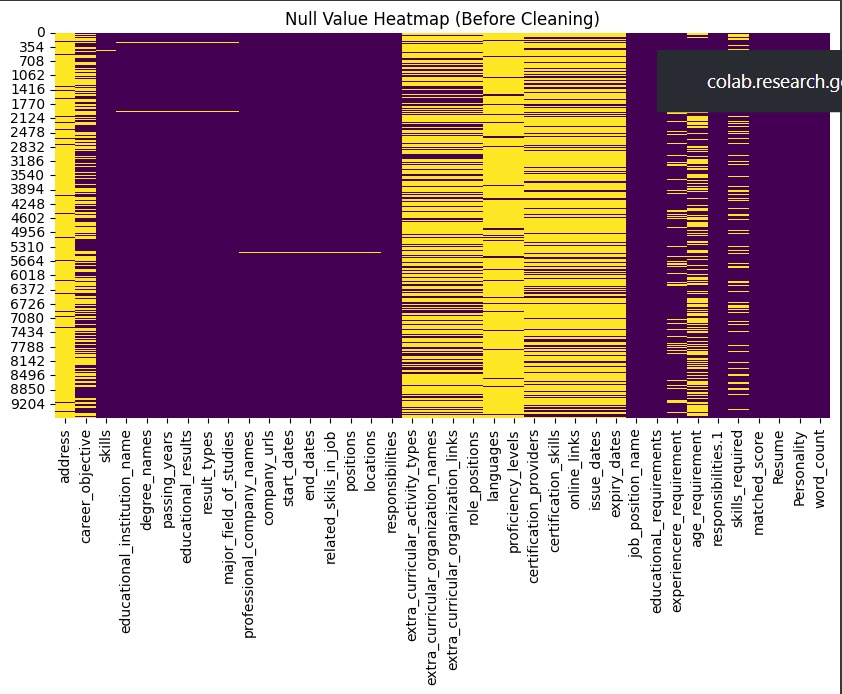 Null Value Heatmap (Before Cleaning)
0
354
708
1062
1416
1770
2124
2478
2832
3186
3540
3894
4248
4602
4956
5310
5664
6018
6372
6726
7080
7434
7788
8142
8496
8850
9204
colab.research.g
address
career_objective
skills
educational_institution_name
degree_names
passing_years
educational_results
result_types
major_field_of_studies
professional_company_names
company_urls
start_dates
end_dates
related_skils_in_job
positions
locations
responsibilities
extra_curricular_activity_types
extra_curricular_organization_names
extra_curricular_organization_links
role_positions
languages
proficiency_levels
certification_providers
certification_skills
online_links
issue_dates
expiry_dates
job_position_name
educationaL_requirements
experiencere_requirement
age_requirement
responsibilities.1
skills_required
matched_score
Resume
Personality
word_count